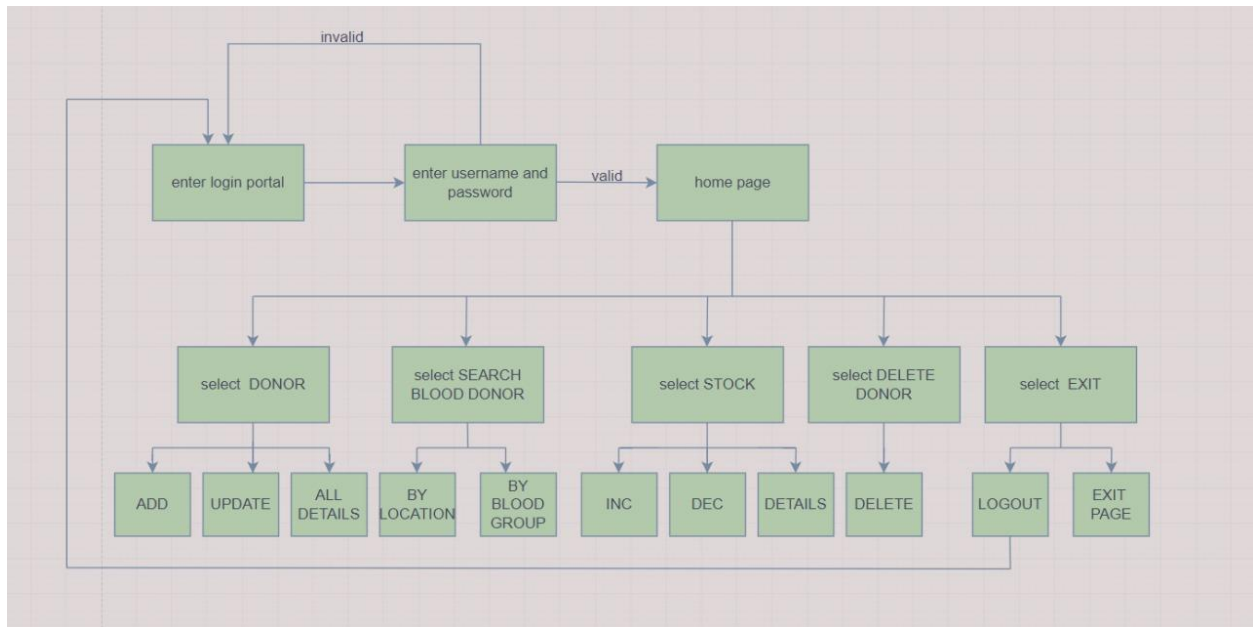 invalid
enter login portal
enter username and
password
valid
home page
select DONOR
select SEARCH
BLOOD DONOR
select STOCK
select DELETE
DONOR
select EXIT
ADD
UPDATE
ALL
DETAILS
BY
LOCATION
BY
BLOOD
GROUP
INC
DEC
DETAILS
DELETE
LOGOUT
EXIT
PAGE